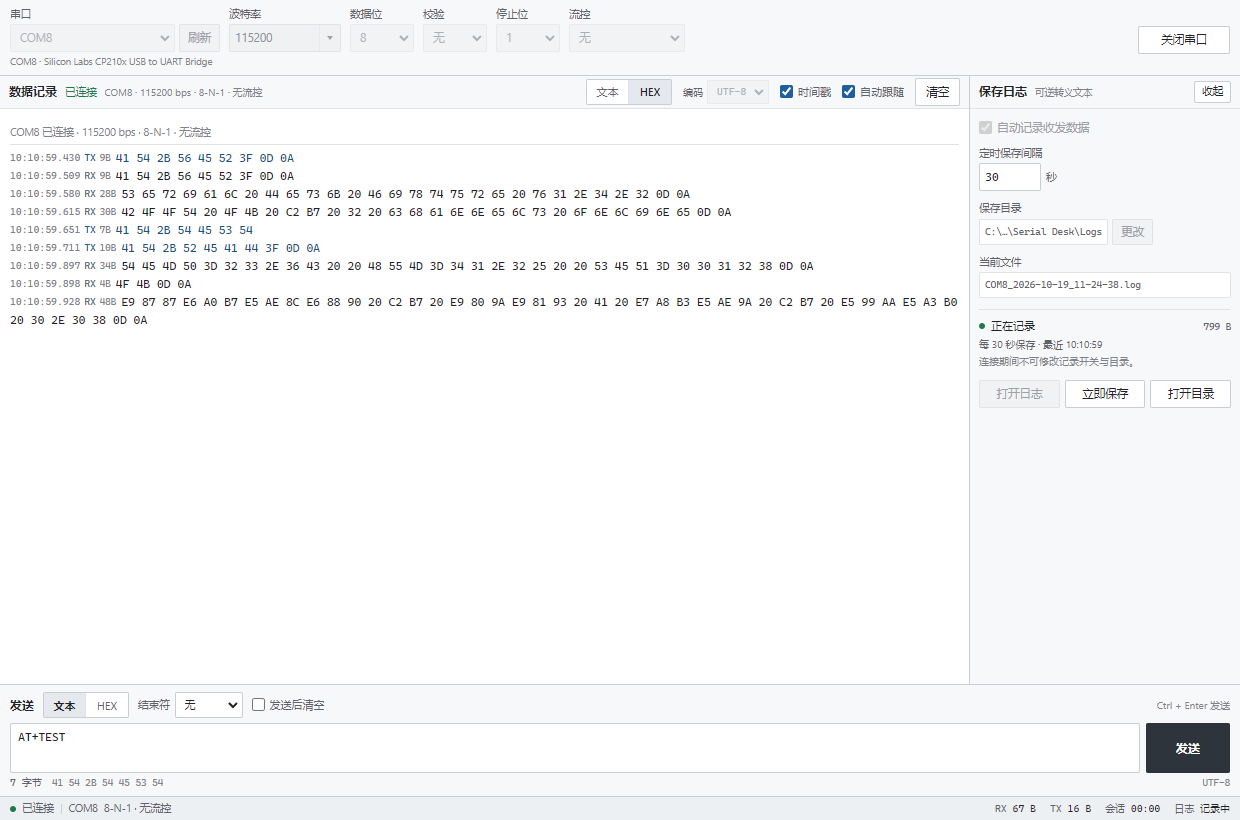 串口 波特率 数据位 校验 停止位 流控
COM8 刷新 115200 8 无 1 无 关闭串口
COM8 · Silicon Labs CP210x USB to UART Bridge
数据记录 已连接 COM8 · 115200 bps · 8-N-1 · 无流控 文本 HEX 编码 UTF-8 时间戳 自动跟随 清空
保存日志 可逆转义文本 收起
COM8 已连接 · 115200 bps · 8-N-1 · 无流控
10:10:59.430 TX 9B 41 54 2B 56 45 52 3F 0D 0A
10:10:59.509 RX 9B 41 54 2B 56 45 52 3F 0D 0A
10:10:59.580 RX 28B 53 65 72 69 61 6C 20 44 65 73 6B 20 46 69 78 74 75 72 65 20 76 31 2E 34 2E 32 0D 0A
10:10:59.615 RX 30B 42 4F 4F 54 20 4F 4B 20 C2 B7 20 32 20 63 68 61 6E 6E 65 6C 73 20 6F 6E 6C 69 6E 65 0D 0A
10:10:59.651 TX 7B 41 54 2B 54 45 53 54
10:10:59.711 TX 10B 41 54 2B 52 45 41 44 3F 0D 0A
10:10:59.897 RX 34B 54 45 4D 50 3D 32 33 2E 36 43 20 20 48 55 4D 3D 34 31 2E 32 25 20 20 53 45 51 3D 30 30 31 32 38 0D 0A
10:10:59.898 RX 4B 4F 4B 0D 0A
10:10:59.928 RX 48B E9 87 87 E6 A0 B7 E5 AE 8C E6 88 90 20 C2 B7 20 E9 80 9A E9 81 93 20 41 20 E7 A8 B3 E5 AE 9A 20 C2 B7 20 E5 99 AA E5 A3 B0
20 30 2E 30 38 0D 0A
自动记录收发数据
定时保存间隔
30 秒
保存目录
C:\…\Serial Desk\Logs 更改
当前文件
COM8_2026-10-19_11-24-38.log
正在记录 799 B
每 30 秒保存 · 最近 10:10:59
连接期间不可修改记录开关与目录。
打开日志 立即保存 打开目录
发送 文本 HEX 结束符 无 发送后清空 Ctrl + Enter 发送
AT+TEST
发送
7 字节 41 54 2B 54 45 53 54 UTF-8
已连接 COM8 8-N-1 · 无流控 RX 67 B TX 16 B 会话 00:00 日志 记录中